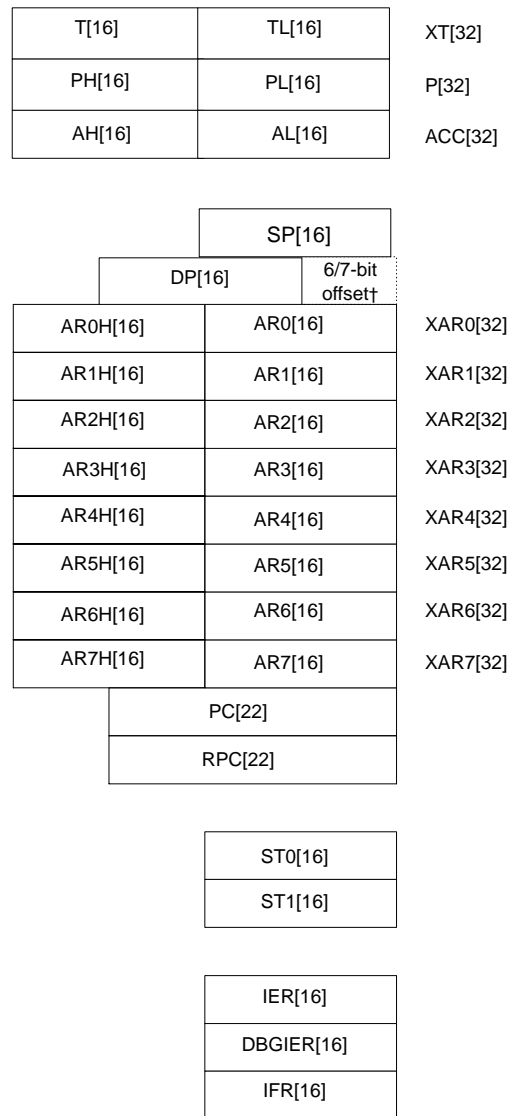 T[16] TL[16] XT[32]
PH[16] PL[16] P[32]
AH[16] AL[16] ACC[32]
SP[16]
DP[16] 6/7-bit
offset†
AR0H[16] AR0[16] XAR0[32]
AR1H[16] AR1[16] XAR1[32]
AR2H[16] AR2[16] XAR2[32]
AR3H[16] AR3[16] XAR3[32]
AR4H[16] AR4[16] XAR4[32]
AR5H[16] AR5[16] XAR5[32]
AR6H[16] AR6[16] XAR6[32]
AR7H[16] AR7[16] XAR7[32]
PC[22]
RPC[22]
ST0[16]
ST1[16]
IER[16]
DBGIER[16]
IFR[16]